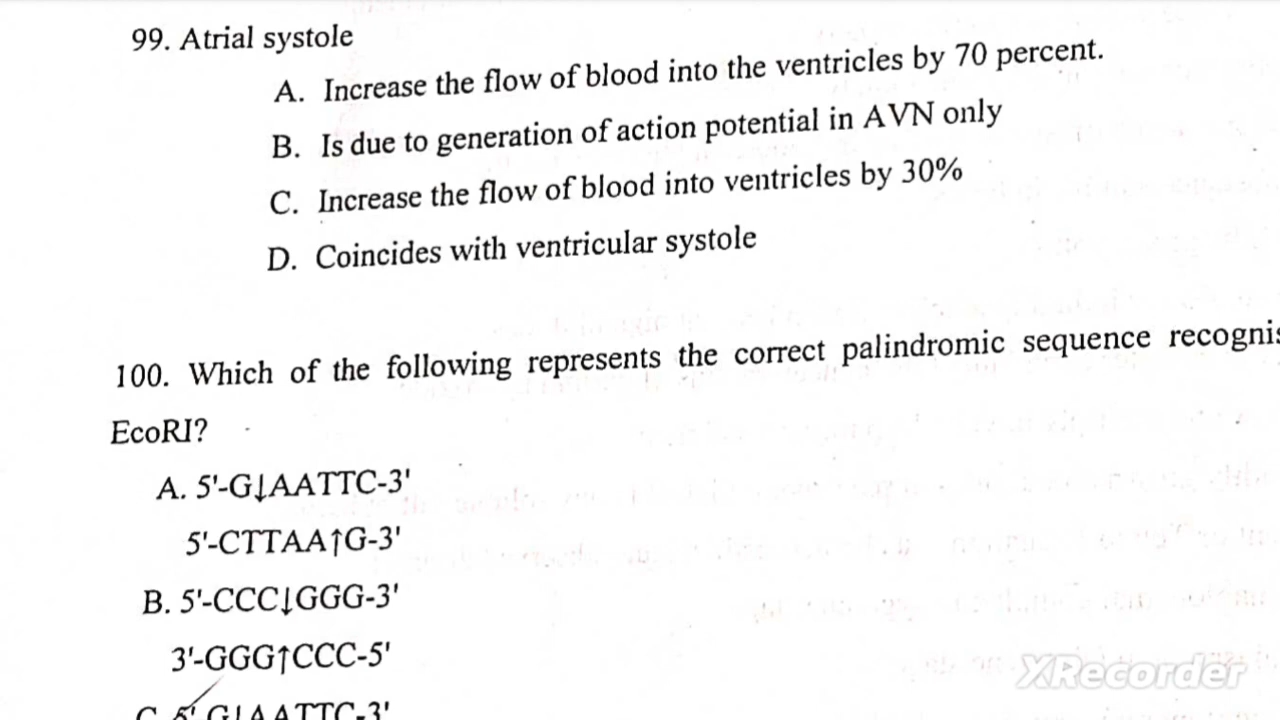 99. Atrial systole
A. Increase the flow of blood into the ventricles by 70 percent.
B. Is due to generation of action potential in AVN only
C. Increase the flow of blood into ventricles by 30%
D. Coincides with ventricular systole
100. Which of the following represents the correct palindromic sequence
EcoRI?
A. 5'-G↓AATTC-3'
5'-CTTAA↑G-3'
B. 5'-CCC↓GGG-3'
3'-GGG↑CCC-5'
C 5' G↓AATTC-3'
XRecorder